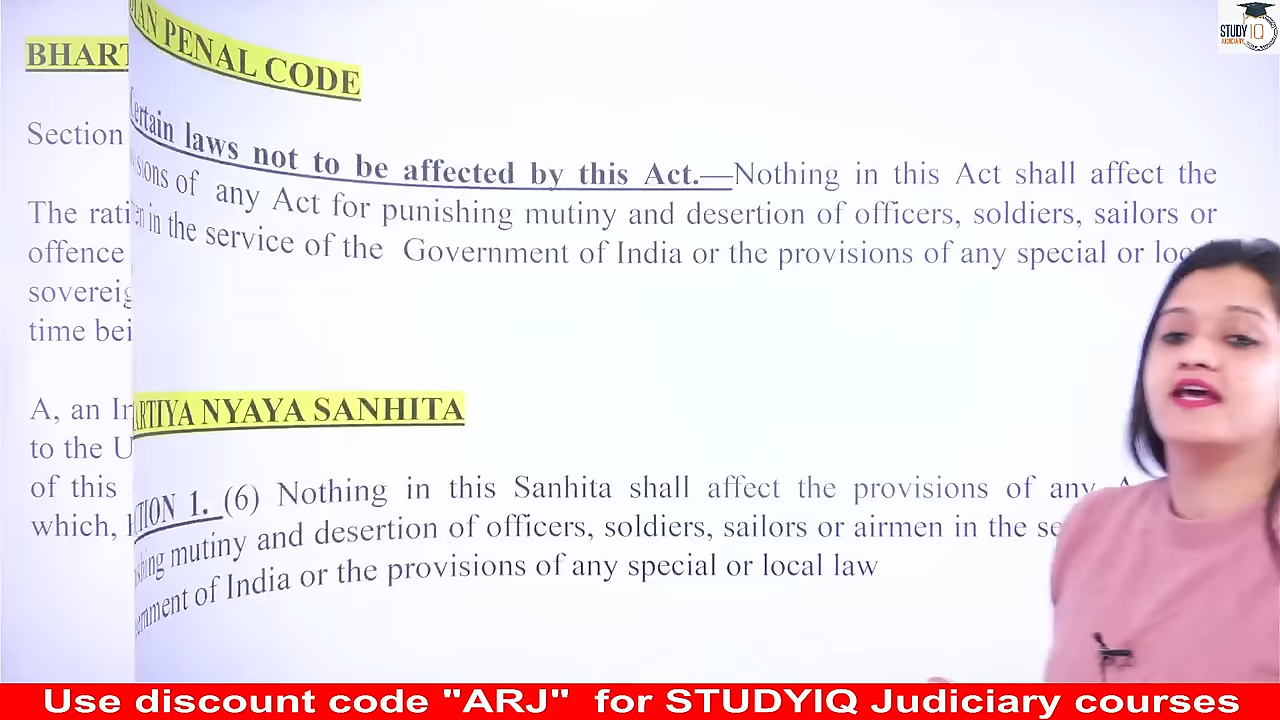 BHART
Section
The rati
offence
sovereig
time bei
A, an In
to the U
of this
which,
PENAL CODE
laws not to be affected by this Act.—Nothing in this Act shall affect the
of any Act for punishing mutiny and desertion of officers, soldiers, sailors or
in the service of the Government of India or the provisions of any special or
NYAYA SANHITA
1. (6) Nothing in this Sanhita shall affect the provisions of any
mutiny and desertion of officers, soldiers, sailors or airmen in the se
of India or the provisions of any special or local law
STUDY IQ
JUDICIARY
Use discount code "ARJ" for STUDYIQ Judiciary courses